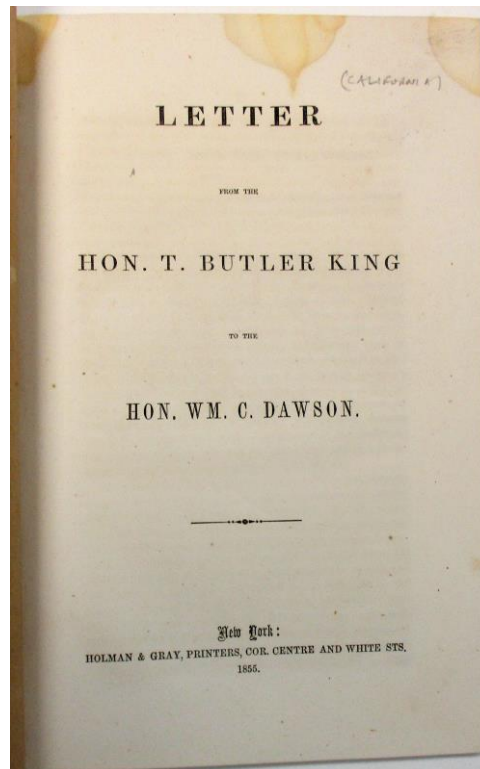 (CALIFORNIA)
LETTER
FROM THE
HON. T. BUTLER KING
TO THE
HON. WM. C. DAWSON.
New York:
HOLMAN & GRAY, PRINTERS, COR. CENTRE AND WHITE STS.
1855.